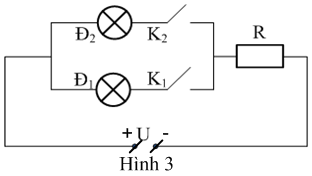 Đ₂ K₂
R
Đ₁ K₁
+ U -
Hình 3